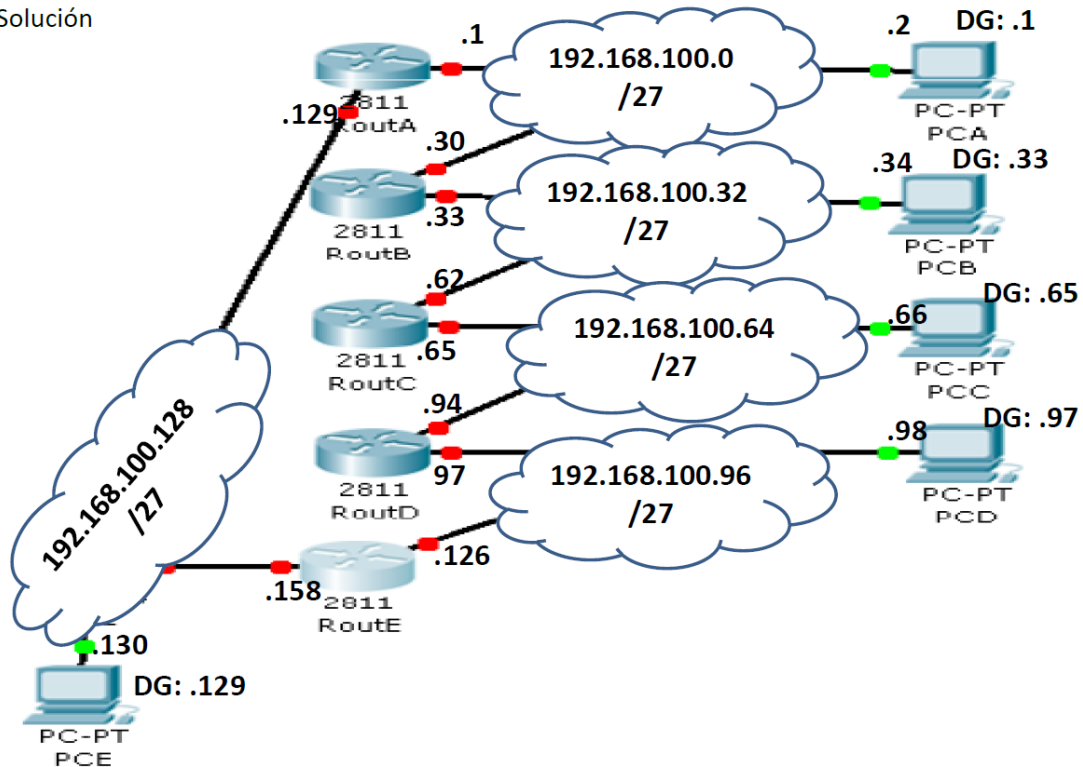 Solución
.1
192.168.100.0
/27
.2
DG: .1
2811
RoutA
.129
PC-PT
PCA
.30
.33
2811
RoutB
192.168.100.32
/27
.34
DG: .33
PC-PT
PCB
.62
.65
2811
RoutC
192.168.100.64
/27
.66
DG: .65
PC-PT
PCC
.94
97
2811
RoutD
192.168.100.96
/27
.98
DG: .97
PC-PT
PCD
192.168.100.128
/27
.126
.158
2811
RoutE
.130
DG: .129
PC-PT
PCE